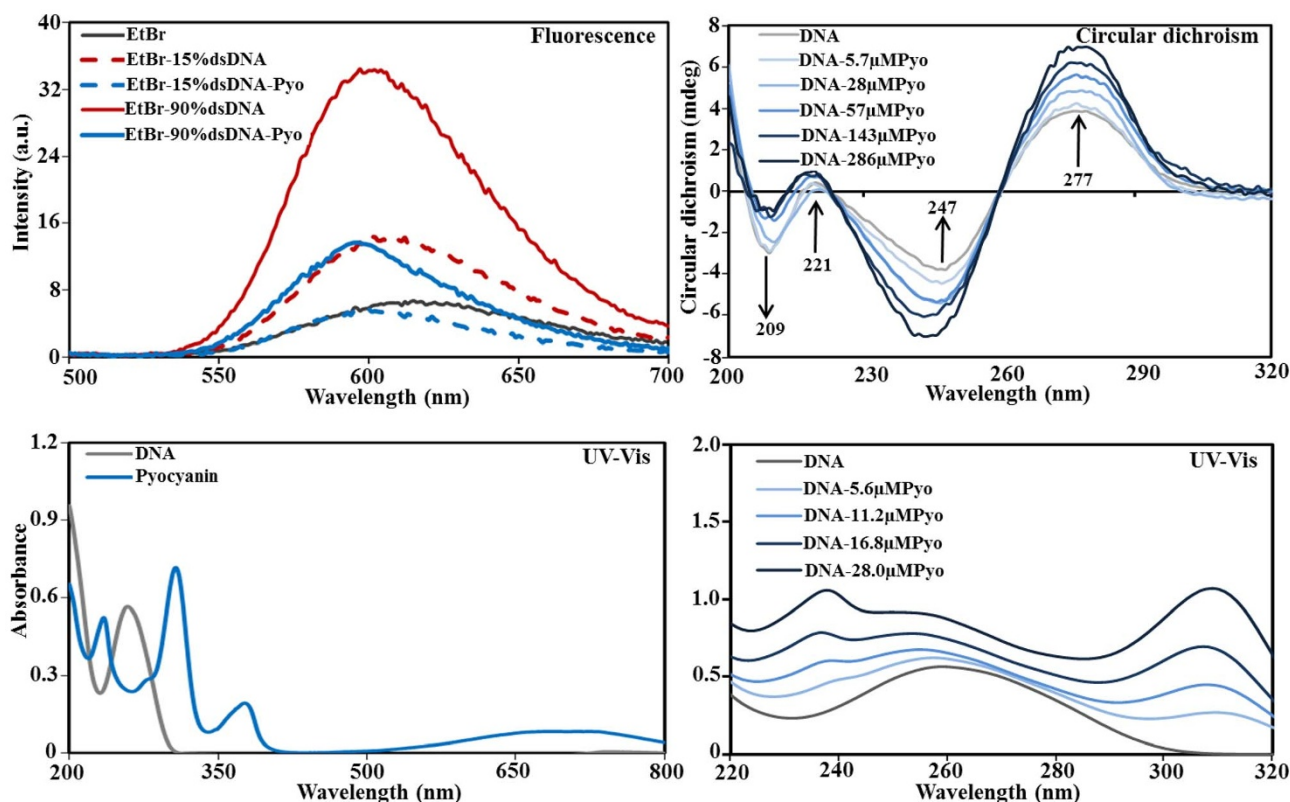 Fluorescence
EtBr
EtBr-15%dsDNA
EtBr-15%dsDNA-Pyo
EtBr-90%dsDNA
EtBr-90%dsDNA-Pyo
Intensity (a.u.)
40
32
24
16
8
0
500
550
600
650
700
Wavelength (nm)
Circular dichroism
DNA
DNA-5.7µMPyo
DNA-28µMPyo
DNA-57µMPyo
DNA-143µMPyo
DNA-286µMPyo
Circular dichroism (mdeg)
8
6
4
2
0
-2
-4
-6
-8
209
221
247
277
200
230
260
290
320
Wavelength (nm)
UV-Vis
DNA
Pyocyanin
Absorbance
1.2
0.9
0.6
0.3
0
200
350
500
650
800
Wavelength (nm)
UV-Vis
DNA
DNA-5.6µMPyo
DNA-11.2µMPyo
DNA-16.8µMPyo
DNA-28.0µMPyo
2.0
1.5
1.0
0.5
0
220
240
260
280
300
320
Wavelength (nm)